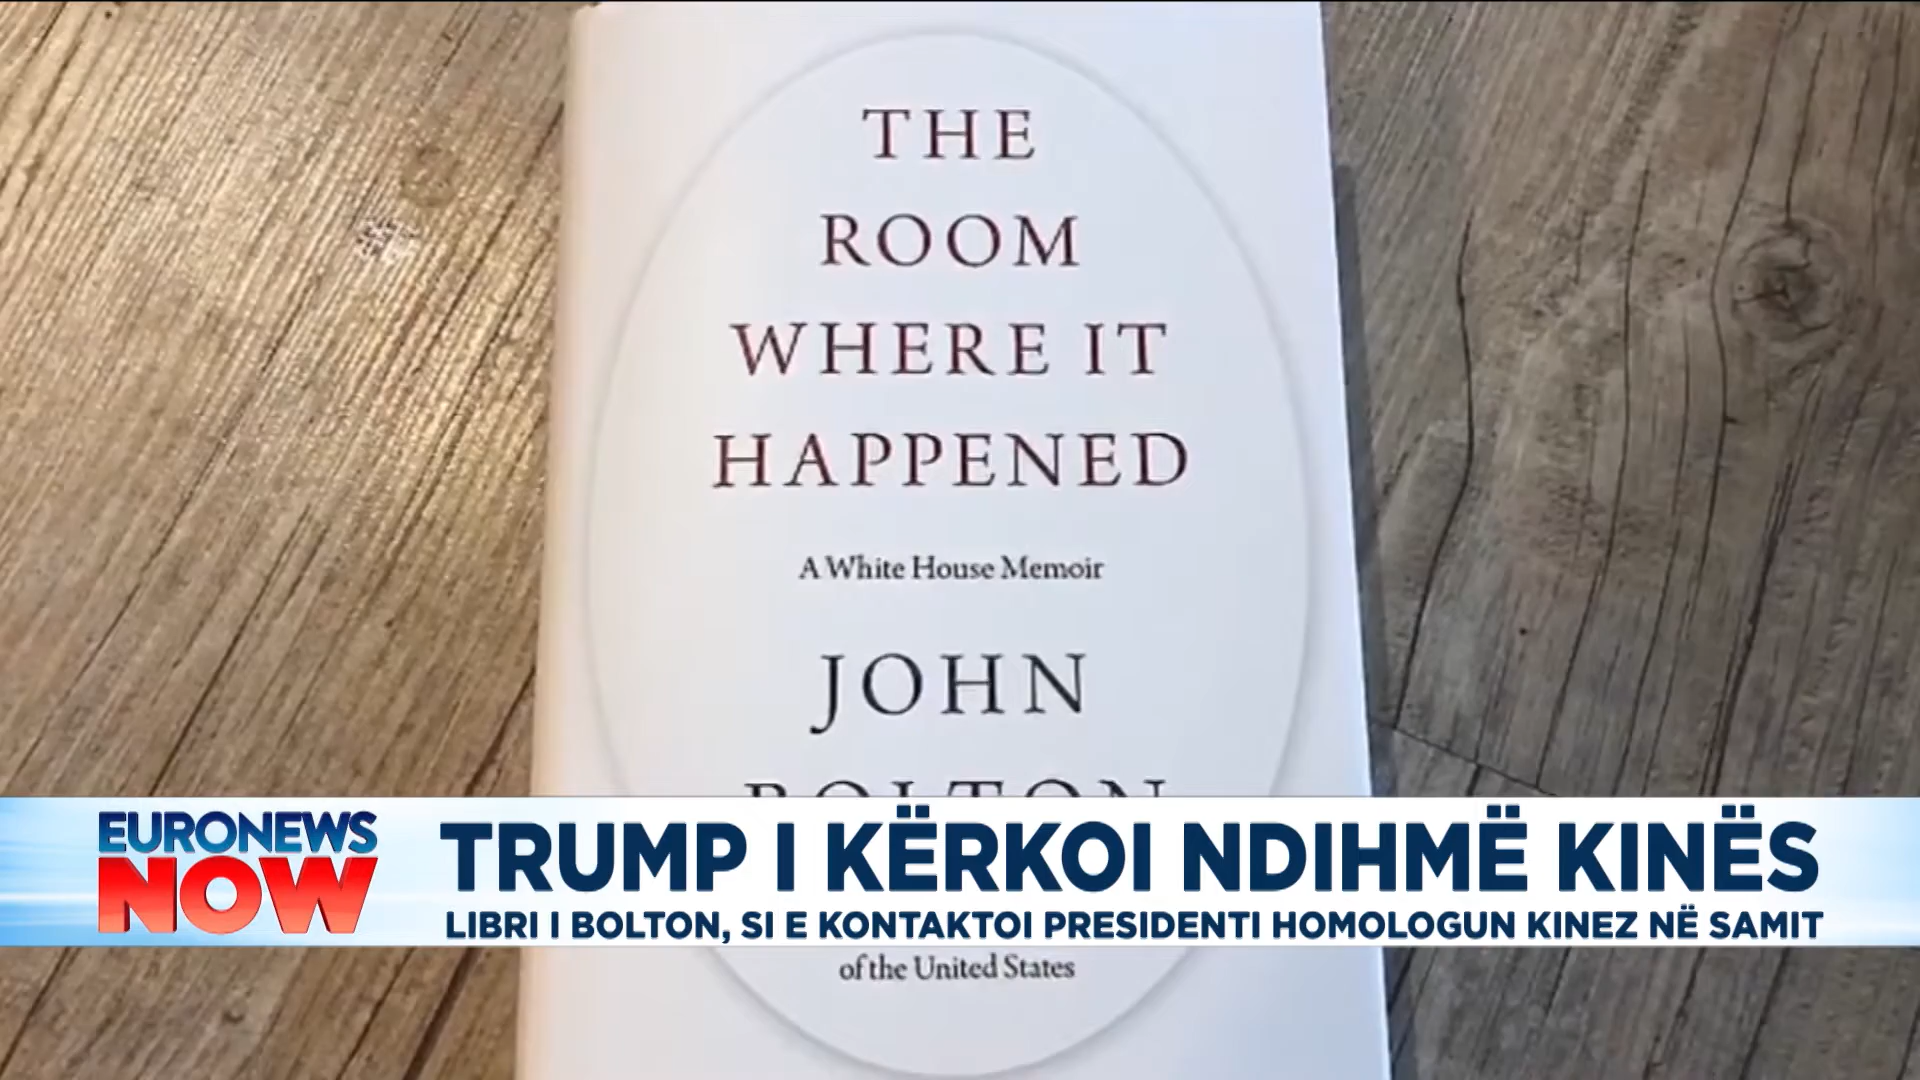 THE
ROOM
WHERE IT
HAPPENED
A White House Memoir
JOHN
BOLTON
EURONEWS
NOW
TRUMP I KËRKOI NDIHMË KINËS
LIBRI I BOLTON, SI E KONTAKTOI PRESIDENTI HOMOLOGUN KINEZ NË SAMIT
of the United States